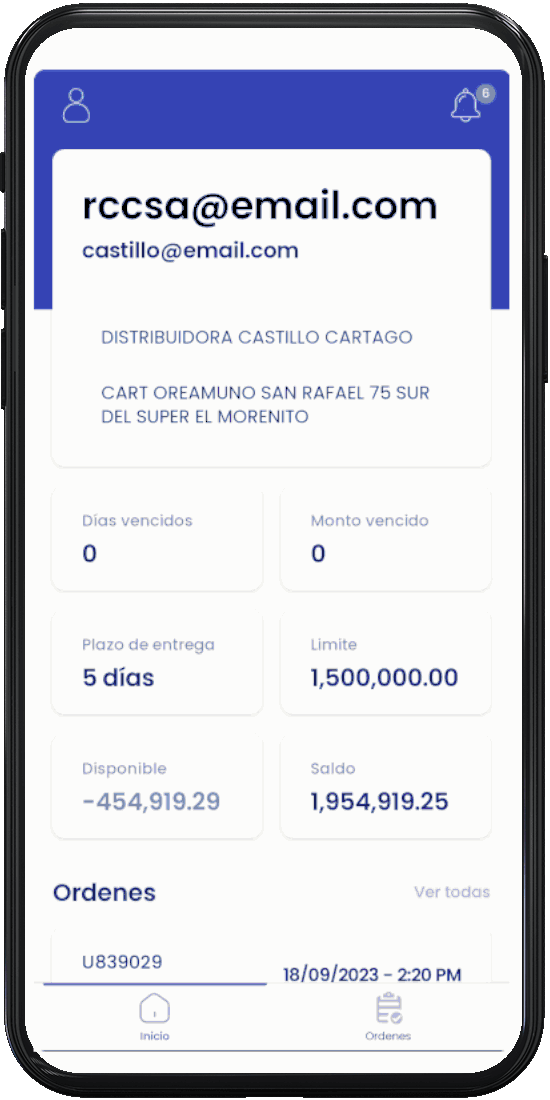 6
rccsa@email.com
castillo@email.com
DISTRIBUIDORA CASTILLO CARTAGO
CART OREAMUNO SAN RAFAEL 75 SUR
DEL SUPER EL MORENITO
Días vencidos
0
Monto vencido
0
Plazo de entrega
5 días
Limite
1,500,000.00
Disponible
-454,919.29
Saldo
1,954,919.25
Ordenes
Ver todas
U839029
18/09/2023 - 2:20 PM
Inicio
Ordenes